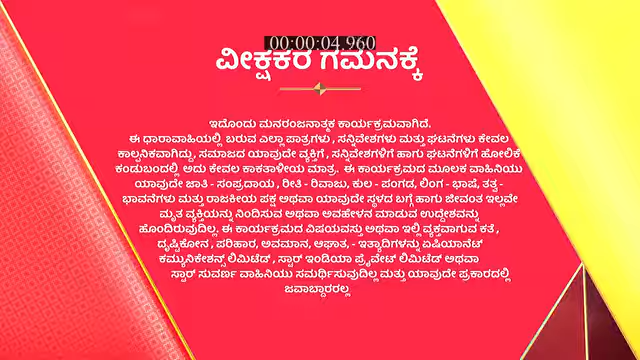 00:00:04.960
ವೀಕ್ಷಕರ ಗಮನಕ್ಕೆ
ಇದೊಂದು ಮನರಂಜನಾತ್ಮಕ ಕಾರ್ಯಕ್ರಮವಾಗಿದೆ.
ಈ ಧಾರಾವಾಹಿಯಲ್ಲಿ ಬರುವ ಎಲ್ಲಾ ಪಾತ್ರಗಳು , ಸನ್ನಿವೇಶಗಳು ಮತ್ತು ಘಟನೆಗಳು ಕೇವಲ
ಕಾಲ್ಪನಿಕವಾಗಿದ್ದು, ಸಮಾಜದ ಯಾವುದೇ ವ್ಯಕ್ತಿಗೆ , ಸನ್ನಿವೇಶಗಳಿಗೆ ಹಾಗು ಘಟನೆಗಳಿಗೆ ಹೋಲಿಕೆ
ಕಂಡುಬಂದಲ್ಲಿ ಅದು ಕೇವಲ ಕಾಕತಾಳೀಯ ಮಾತ್ರ. ಈ ಕಾರ್ಯಕ್ರಮದ ಮೂಲಕ ವಾಹಿನಿಯು
ಯಾವುದೇ ಜಾತಿ - ಸಂಪ್ರದಾಯ , ರೀತಿ - ರಿವಾಜು, ಕುಲ - ಪಂಗಡ, ಲಿಂಗ - ಭಾಷೆ, ತತ್ವ -
ಭಾವನೆಗಳು ಮತ್ತು ರಾಜಕೀಯ ಪಕ್ಷ ಅಥವಾ ಯಾವುದೇ ಸ್ಥಳದ ಬಗ್ಗೆ ಹಾಗು ಜೀವಂತ ಇಲ್ಲವೇ
ಮೃತ ವ್ಯಕ್ತಿಯನ್ನು ನಿಂದಿಸುವ ಅಥವಾ ಅವಹೇಳನ ಮಾಡುವ ಉದ್ದೇಶವನ್ನು
ಹೊಂದಿರುವುದಿಲ್ಲ. ಈ ಕಾರ್ಯಕ್ರಮದ ವಿಷಯವಸ್ತು ಅಥವಾ ಇಲ್ಲಿ ವ್ಯಕ್ತವಾಗುವ ಕತೆ ,
ದೃಷ್ಟಿಕೋನ , ಪರಿಹಾರ, ಅವಮಾನ, ಆಘಾತ, - ಇತ್ಯಾದಿಗಳನ್ನು ಏಷಿಯಾನೆಟ್
ಕಮ್ಯುನಿಕೇಶನ್ಸ್ ಲಿಮಿಟೆಡ್ , ಸ್ಟಾರ್ ಇಂಡಿಯಾ ಪ್ರೈವೇಟ್ ಲಿಮಿಟೆಡ್ ಅಥವಾ
ಸ್ಟಾರ್ ಸುವರ್ಣ ವಾಹಿನಿಯು ಸಮರ್ಥಿಸುವುದಿಲ್ಲ ಮತ್ತು ಯಾವುದೇ ಪ್ರಕಾರದಲ್ಲಿ
ಜವಾಬ್ದಾರರಲ್ಲ